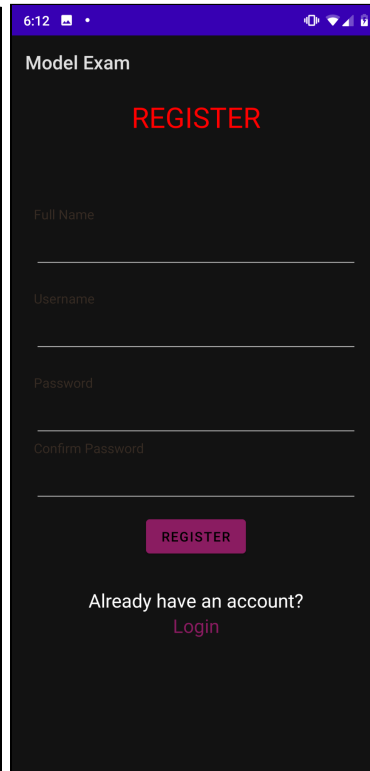 6:12
Model Exam
REGISTER
Full Name
Username
Password
Confirm Password
REGISTER
Already have an account?
Login